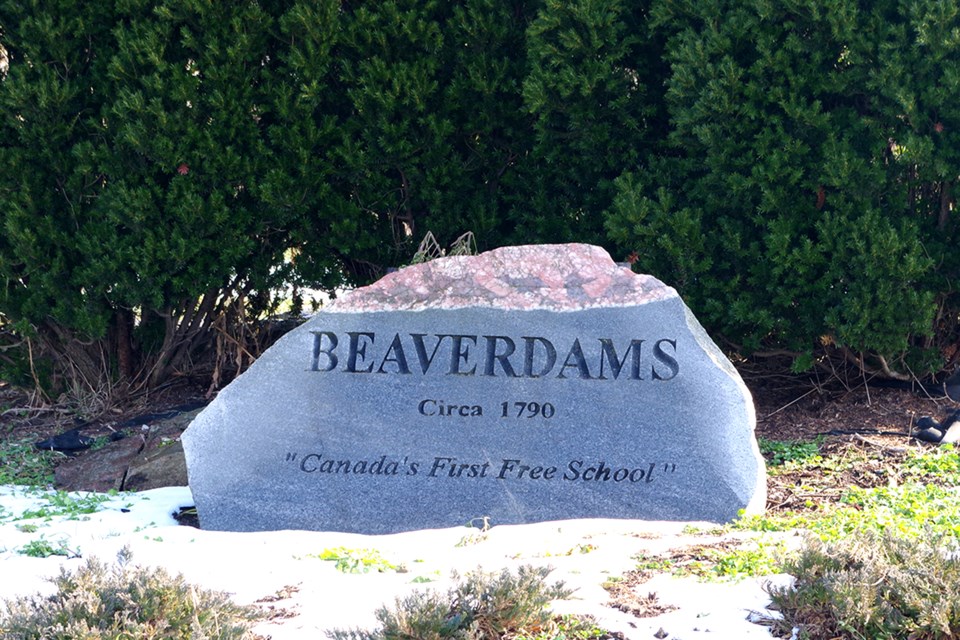 BEAVERDAMS
Circa 1790
"Canada's First Free School"